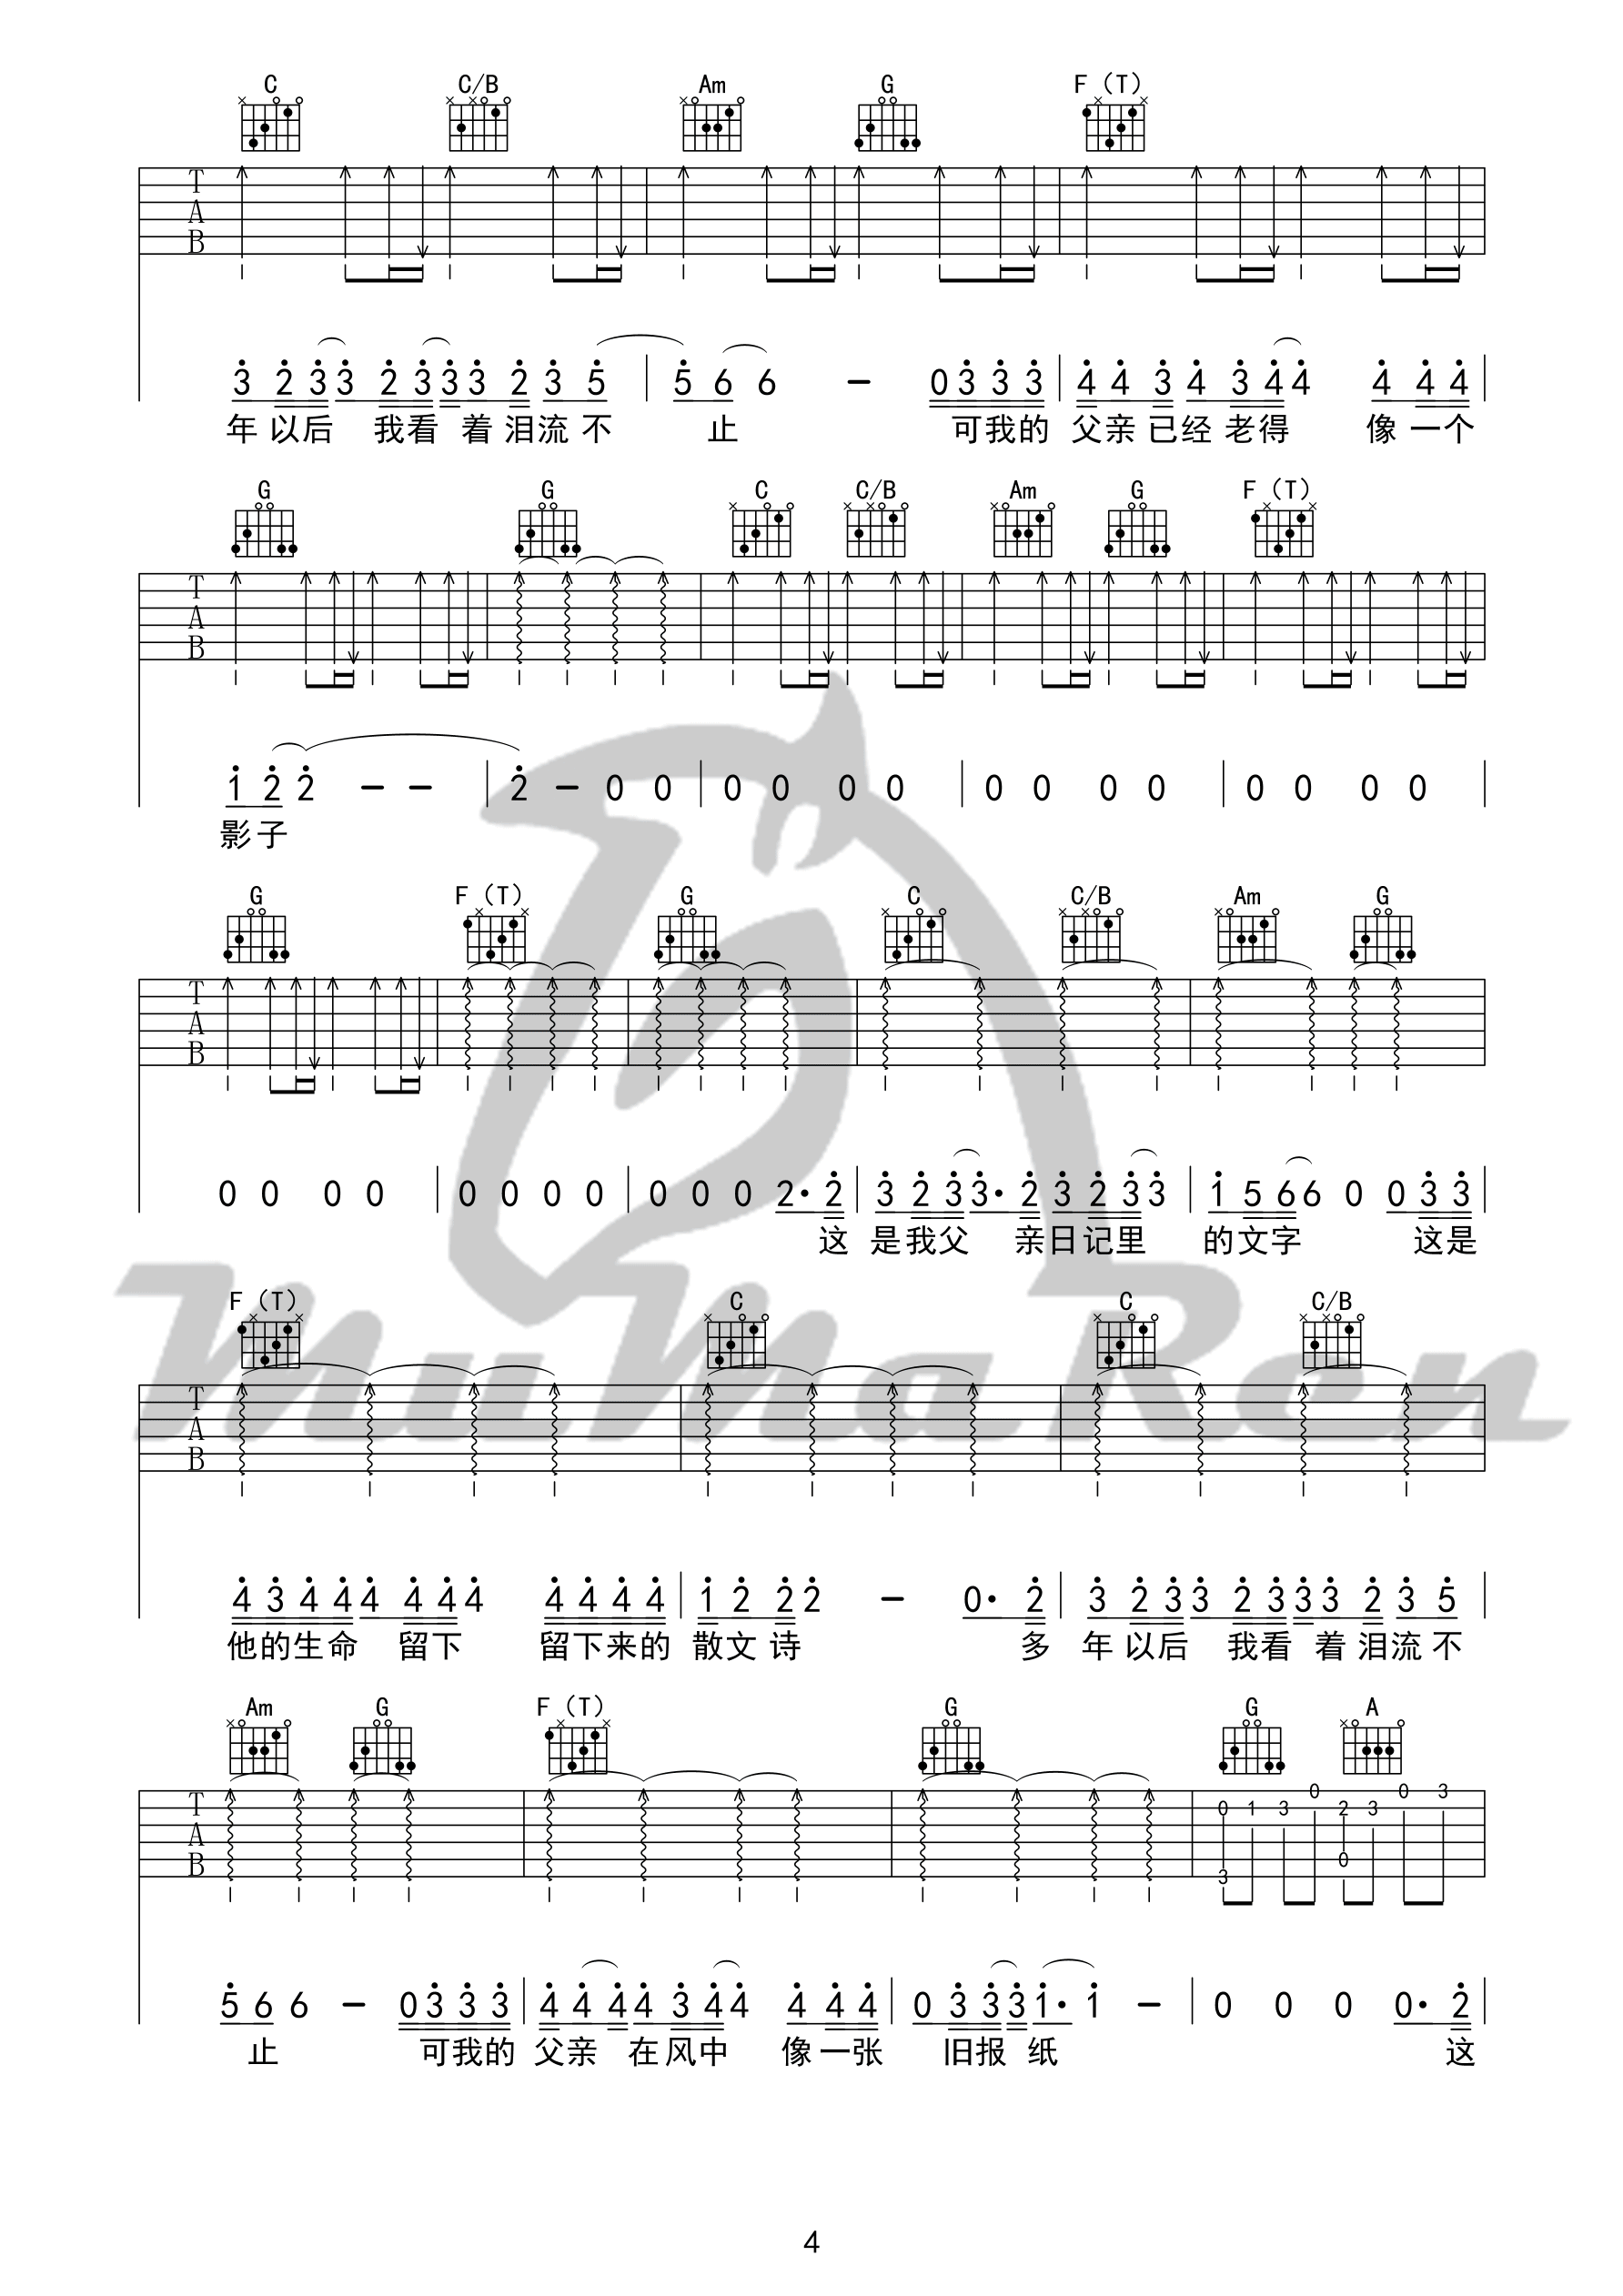 C C/B Am G F (T)
T A B
3 2 3 3 2 3 3 3 2 3 5 5 6 6 – 0 3 3 3 4 4 3 4 3 4 4 4 4 4
年 以后 我看 着 泪流 不 止 可我的 父亲 已经 老得 像 一个
G G C C/B Am G F (T)
T A B
1 2 2 – – 2 – 0 0 0 0 0 0 0 0 0 0 0 0 0 0
影子
G F (T) G C C/B Am G
T A B
0 0 0 0 0 0 0 0 0 0 0 2· 2 3 2 3 3· 2 3 2 3 3 1 5 6 6 0 0 3 3
这 是我父 亲日记里 的文字 这是
MuMaRen
F (T) C C C/B
T A B
4 3 4 4 4 4 4 4 4 4 4 4 1 2 2 2 – 0· 2 3 2 3 3 2 3 3 3 2 3 5
他的生命 留下 留下来的 散文 诗 多 年 以后 我看 着 泪流 不
Am G F (T) G G A
T A B
0 1 3 0 2 3 0 3
0
3
5 6 6 – 0 3 3 3 4 4 4 4 3 4 4 4 4 4 0 3 3 3 1· 1 – 0 0 0 0· 2
止 可我的 父亲 在风中 像 一张 旧报 纸 这
4